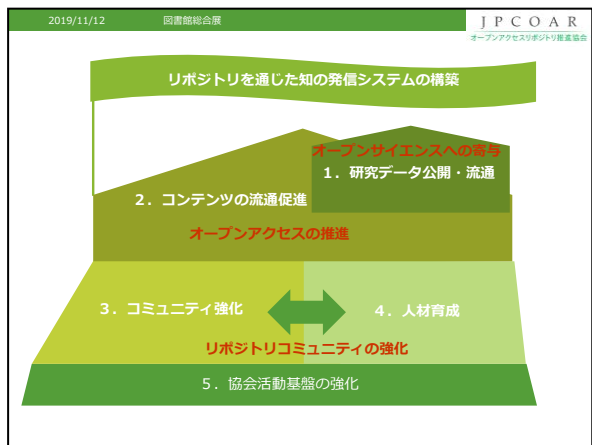 2019/11/12 図書館総合展
JPCOAR
オープンアクセスリポジトリ推進協会
リポジトリを通じた知の発信システムの構築
オープンサイエンスへの寄与
1．研究データ公開・流通
2．コンテンツの流通促進
オープンアクセスの推進
3．コミュニティ強化
4．人材育成
リポジトリコミュニティの強化
5．協会活動基盤の強化